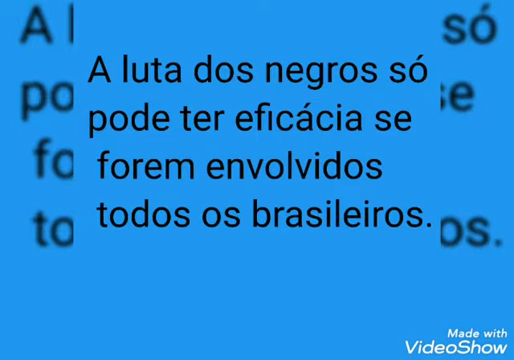 A luta dos negros só
pode ter eficácia se
forem envolvidos
todos os brasileiros.
Made with
VideoShow